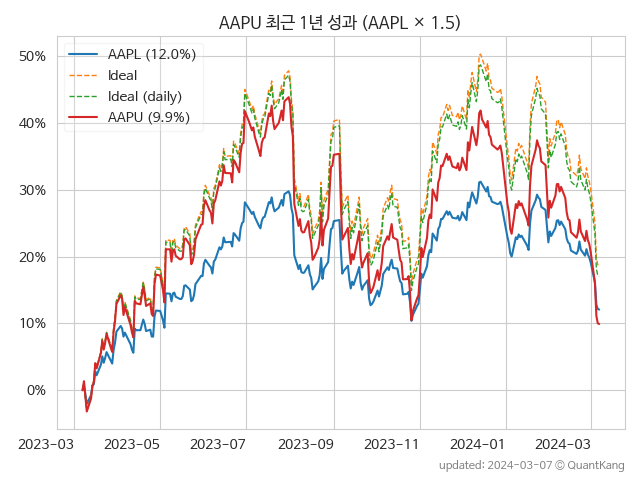 AAPU 최근 1년 성과 (AAPL × 1.5)
AAPL (12.0%)
Ideal
Ideal (daily)
AAPU (9.9%)
50%
40%
30%
20%
10%
0%
2023-03 2023-05 2023-07 2023-09 2023-11 2024-01 2024-03
updated: 2024-03-07 © QuantKang